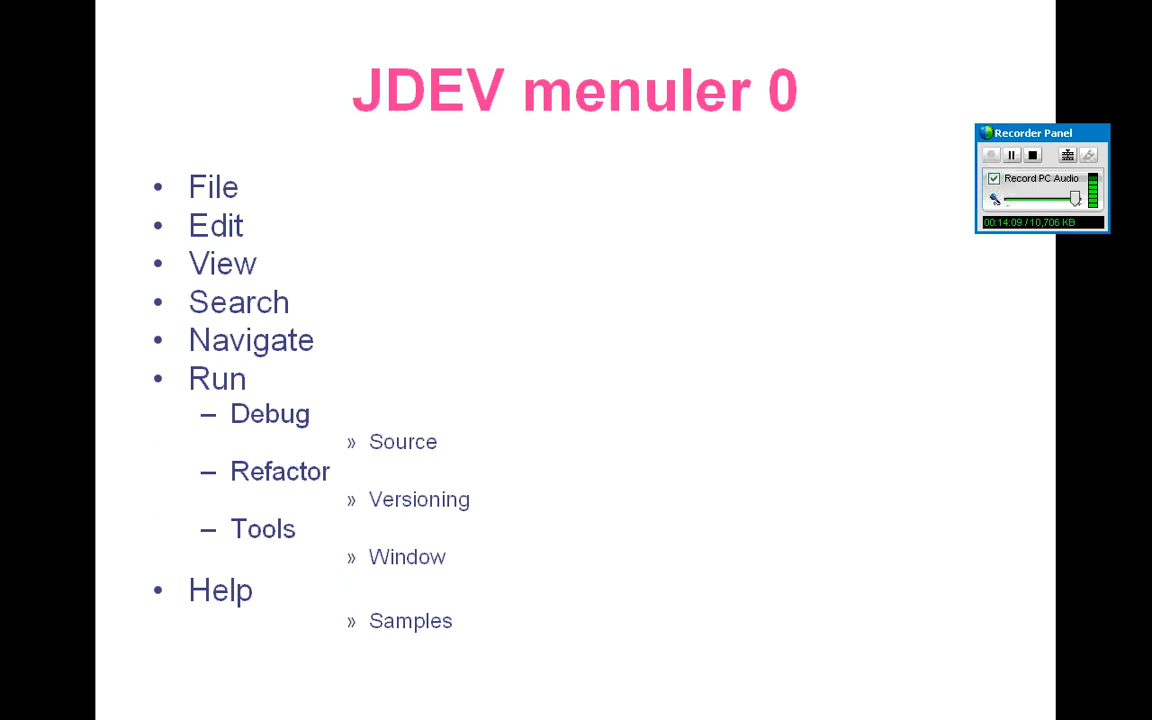 JDEV menuler 0
Recorder Panel
• File
Record PC Audio
• Edit
00:14:09 / 10,706 KB
• View
• Search
• Navigate
• Run
– Debug
» Source
– Refactor
» Versioning
– Tools
» Window
• Help
» Samples